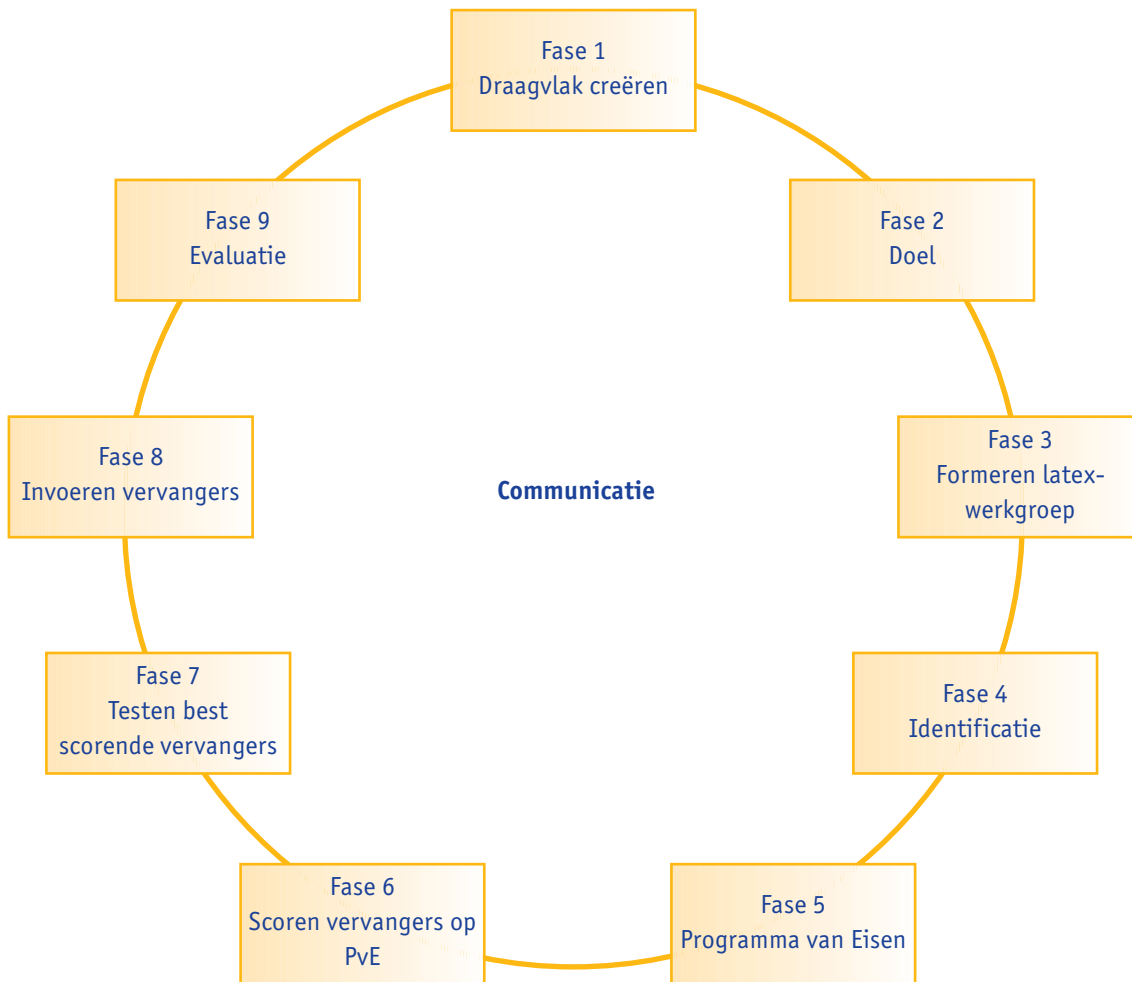 Fase 1
Draagvlak creëren
Fase 2
Doel
Fase 3
Formeren latex-
werkgroep
Fase 4
Identificatie
Fase 5
Programma van Eisen
Fase 6
Scoren vervangers op
PvE
Fase 7
Testen best
scorende vervangers
Fase 8
Invoeren vervangers
Fase 9
Evaluatie
Communicatie